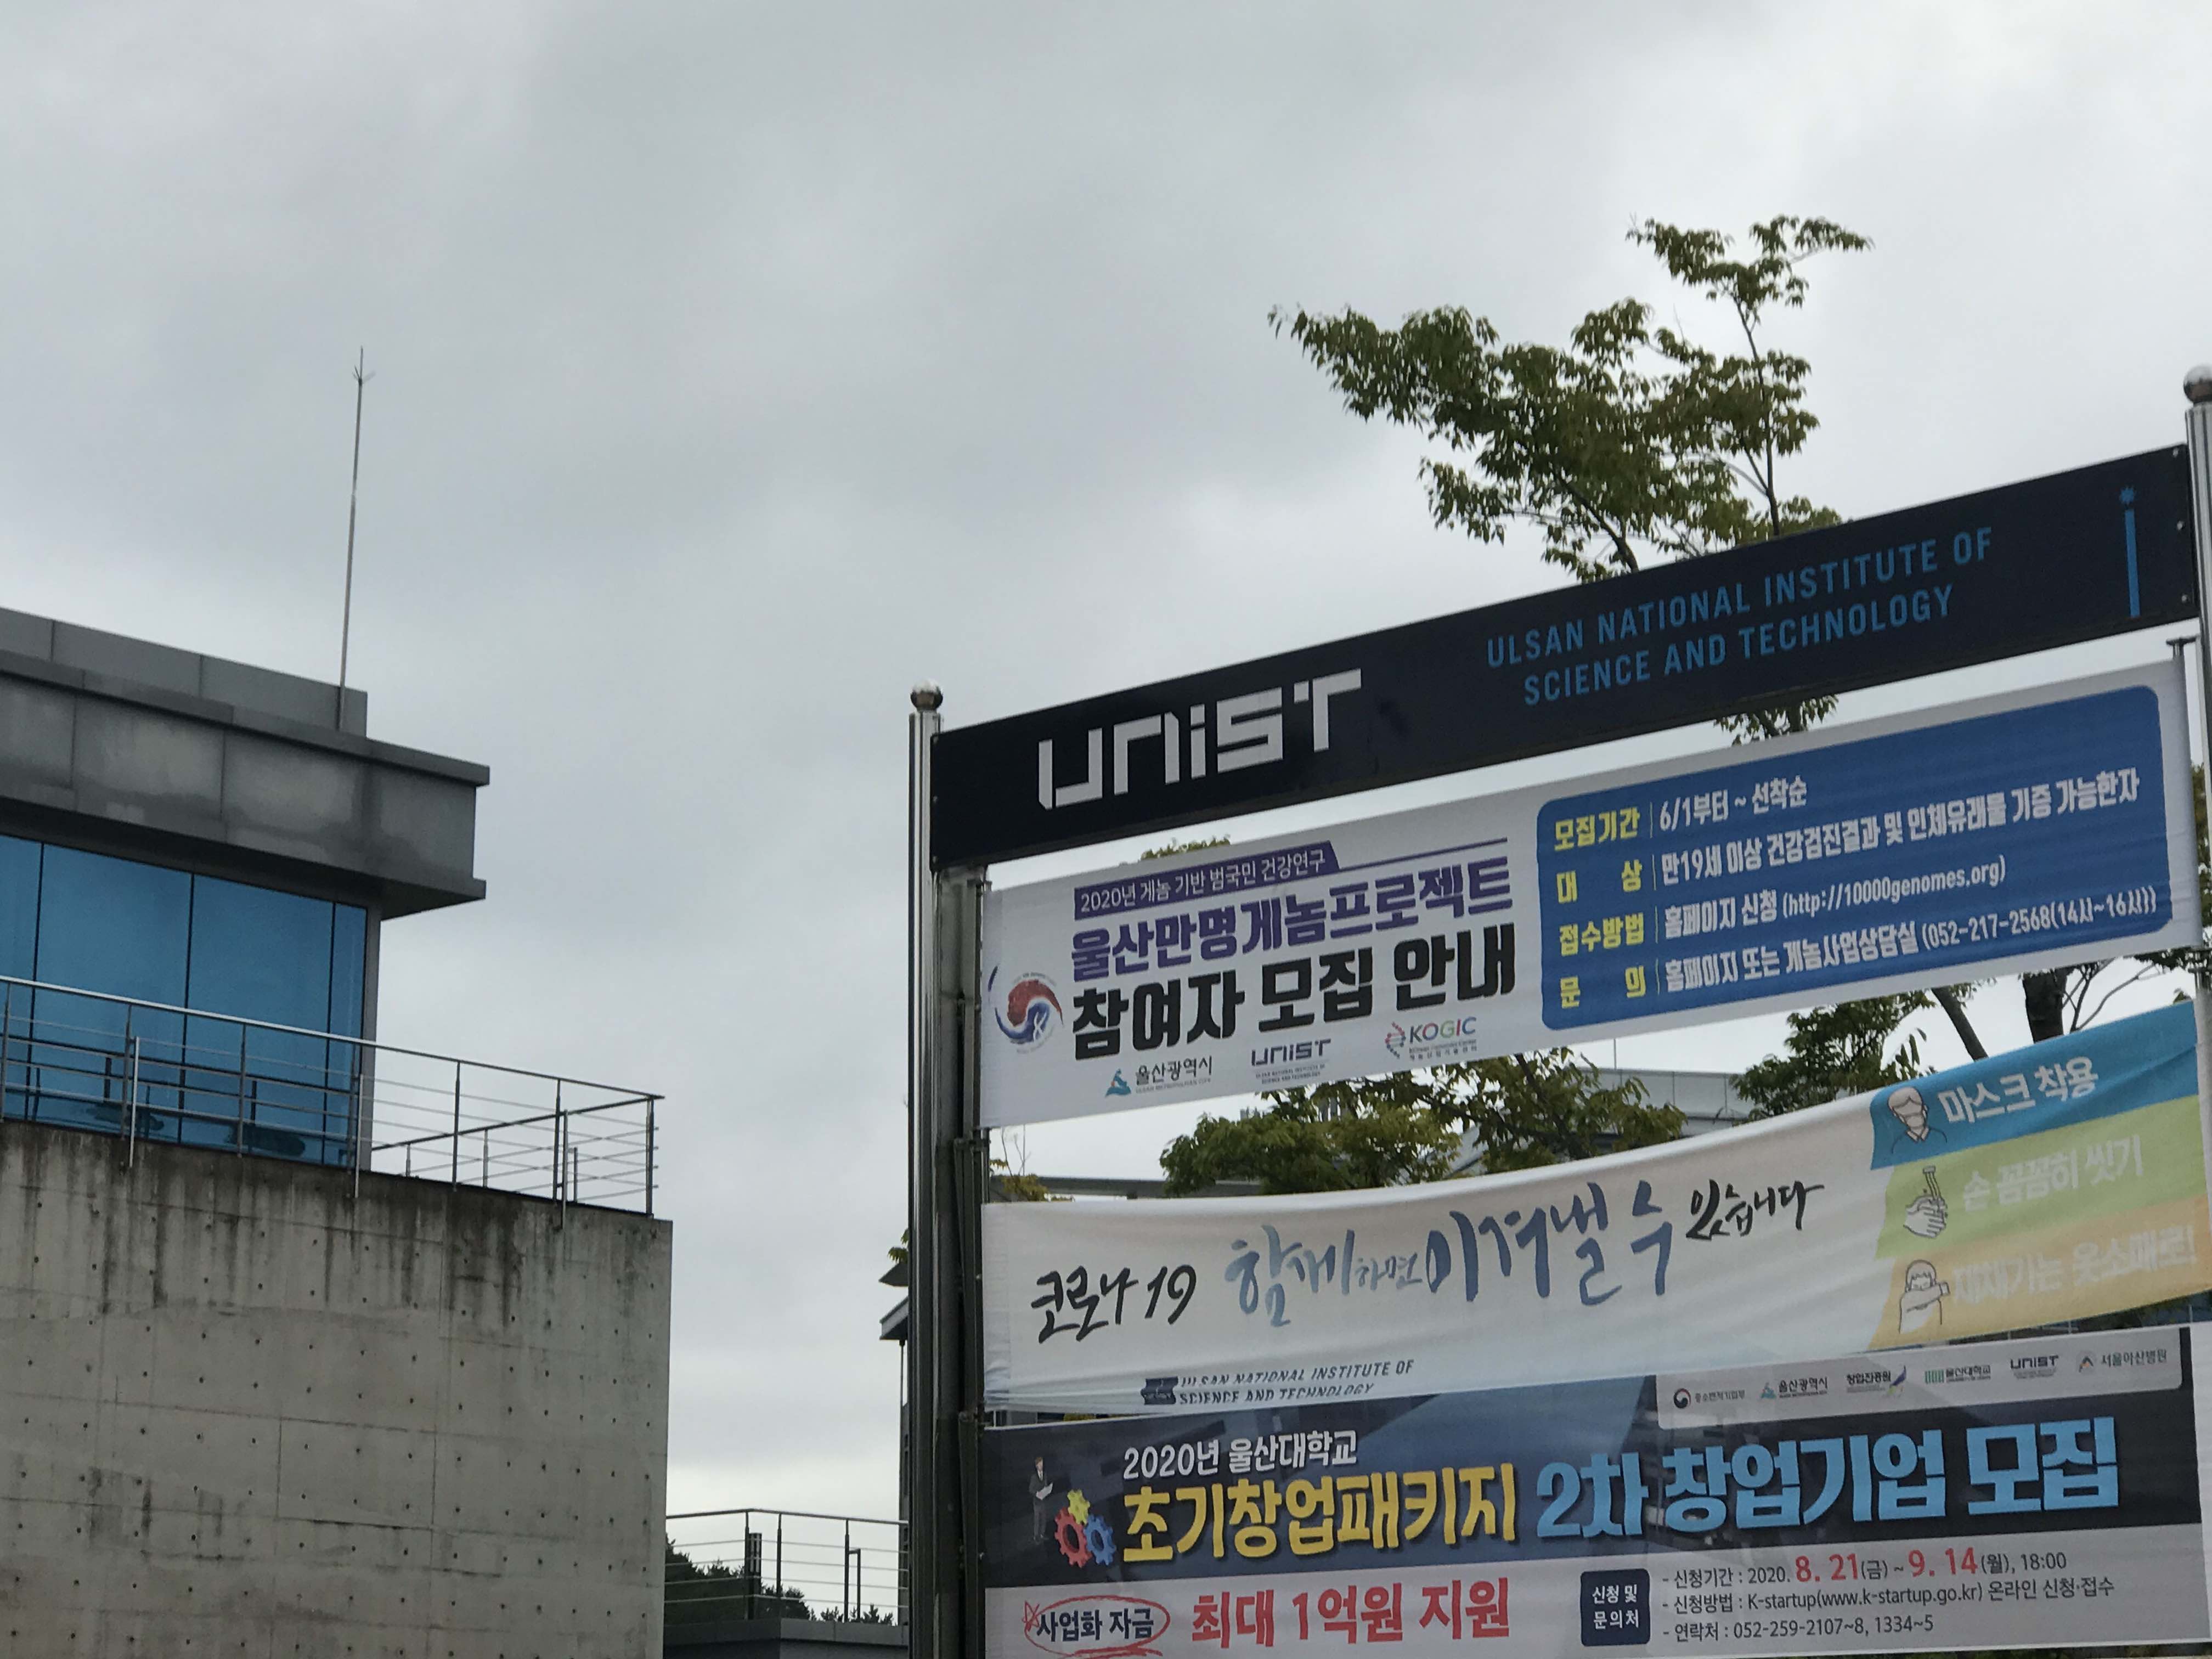 UNIST
ULSAN NATIONAL INSTITUTE OF
SCIENCE AND TECHNOLOGY
2020년 게놈 기반 범국민 건강연구
울산만명게놈프로젝트
참여자 모집 안내
울산광역시
UNIST
KOGIC
모집기간 6/1부터 ~ 선착순
대 상 만19세 이상 건강검진결과 및 인체유래물 기증 가능한자
접수방법 홈페이지 신청 (http://10000genomes.org)
문 의 홈페이지 또는 게놈사업상담실 (052-217-2568(14시~16시))
코로나19 함께하면 이겨낼 수 있습니다
마스크 착용
손 꼼꼼히 씻기
재채기는 옷소매로!
ULSAN NATIONAL INSTITUTE OF
SCIENCE AND TECHNOLOGY
중소벤처기업부 울산광역시 창업진흥원 울산대학교 UNIST 서울아산병원
2020년 울산대학교
초기창업패키지 2차 창업기업 모집
사업화 자금 최대 1억원 지원
신청 및
문의처
- 신청기간 : 2020. 8. 21(금) ~ 9. 14(월), 18:00
- 신청방법 : K-startup(www.k-startup.go.kr) 온라인 신청·접수
- 연락처 : 052-259-2107~8, 1334~5